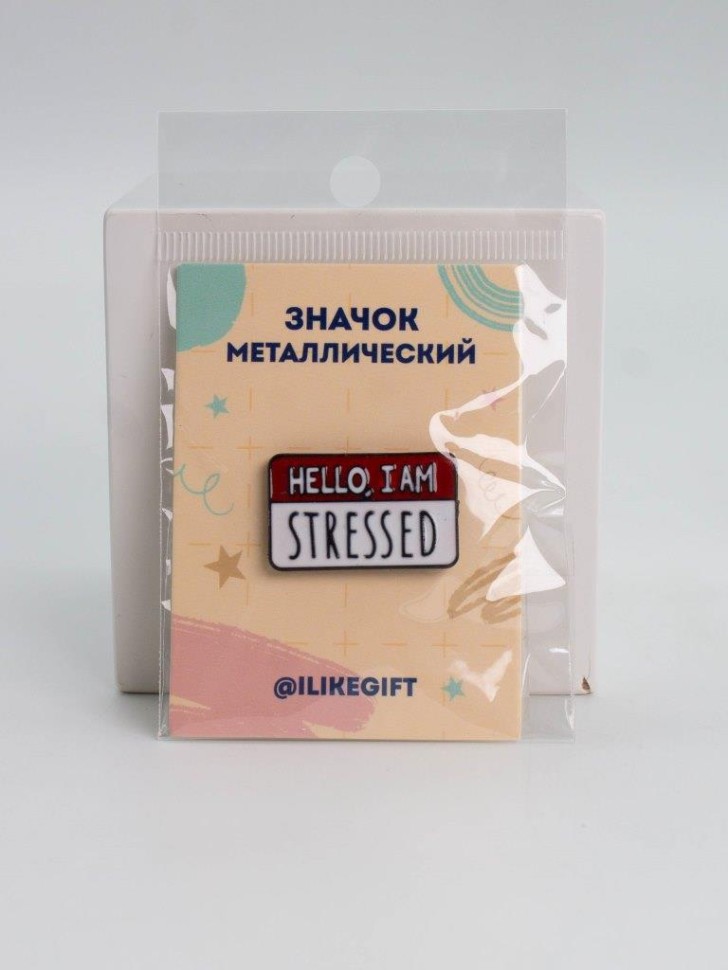 ЗНАЧОК
МЕТАЛЛИЧЕСКИЙ
HELLO, I AM
STRESSED
@ILIKEGIFT